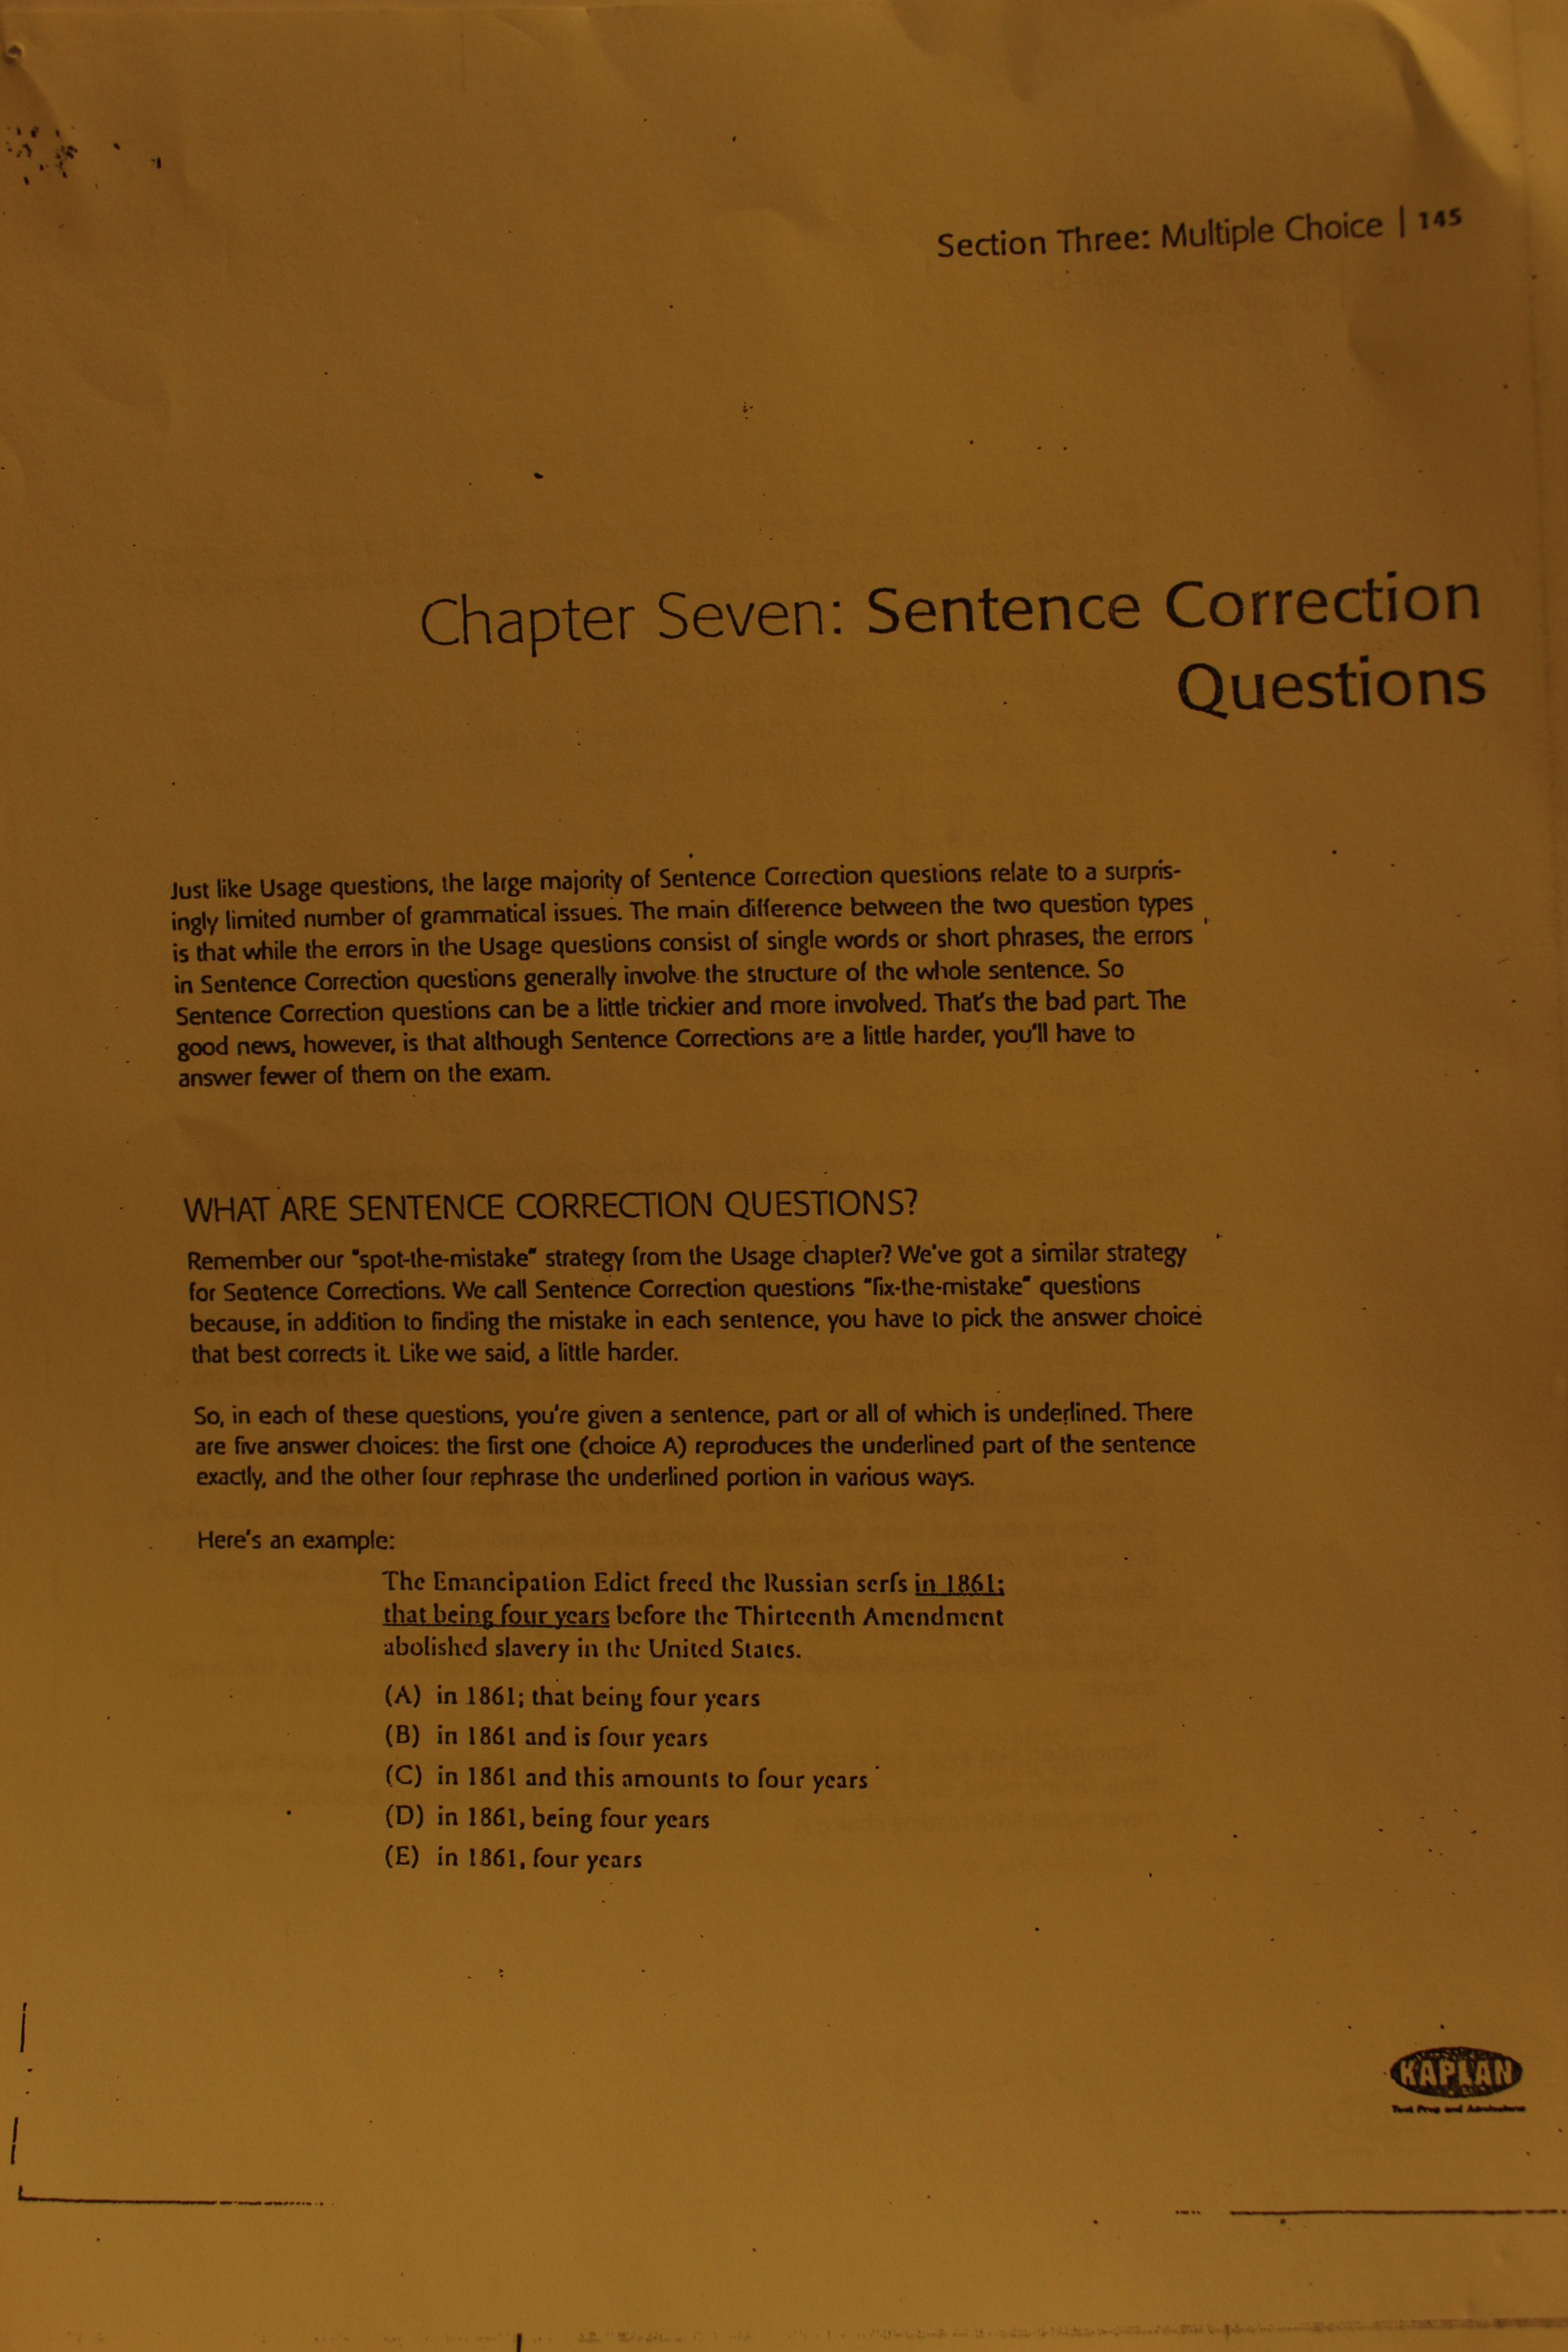 Section Three: Multiple Choice | 145
Chapter Seven: Sentence Correction
Questions
Just like Usage questions, the large majority of Sentence Correction questions relate to a surpris-
ingly limited number of grammatical issues. The main difference between the two question types
is that while the errors in the Usage questions consist of single words or short phrases, the errors
in Sentence Correction questions generally involve the structure of the whole sentence. So
Sentence Correction questions can be a little trickier and more involved. That's the bad part. The
good news, however, is that although Sentence Corrections are a little harder, you'll have to
answer fewer of them on the exam.
WHAT ARE SENTENCE CORRECTION QUESTIONS?
Remember our "spot-the-mistake" strategy from the Usage chapter? We've got a similar strategy
for Sentence Corrections. We call Sentence Correction questions "fix-the-mistake" questions
because, in addition to finding the mistake in each sentence, you have to pick the answer choice
that best corrects it. Like we said, a little harder.
So, in each of these questions, you're given a sentence, part or all of which is underlined. There
are five answer choices: the first one (choice A) reproduces the underlined part of the sentence
exactly, and the other four rephrase the underlined portion in various ways.
Here's an example:
The Emancipation Edict freed the Russian serfs in 1861;
that being four years before the Thirteenth Amendment
abolished slavery in the United States.
(A) in 1861; that being four years
(B) in 1861 and is four years
(C) in 1861 and this amounts to four years
(D) in 1861, being four years
(E) in 1861, four years
KAPLAN
Test Prep and Admissions